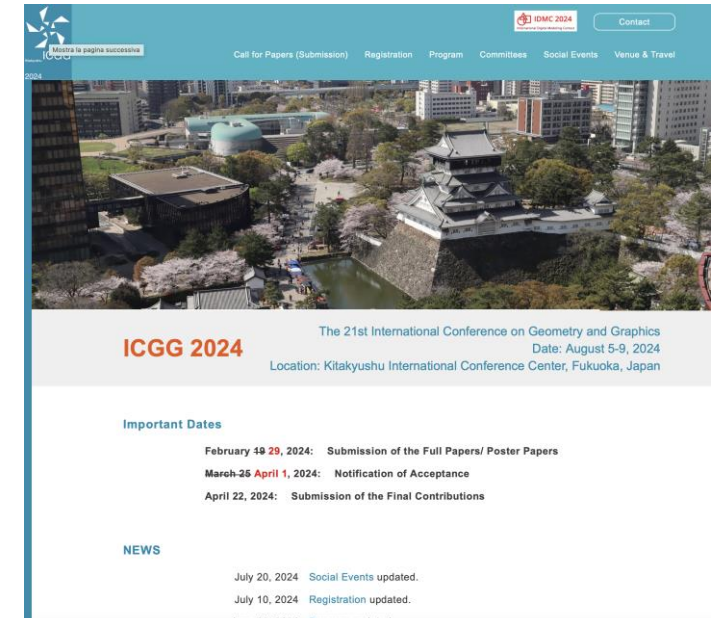 IDMC 2024
Contact
Mostra la pagina successiva
ICGG
2024
Call for Papers (Submission) Registration Program Committees Social Events Venue & Travel
ICGG 2024
The 21st International Conference on Geometry and Graphics
Date: August 5-9, 2024
Location: Kitakyushu International Conference Center, Fukuoka, Japan
Important Dates
February 19 29, 2024: Submission of the Full Papers/ Poster Papers
March 25 April 1, 2024: Notification of Acceptance
April 22, 2024: Submission of the Final Contributions
NEWS
July 20, 2024 Social Events updated.
July 10, 2024 Registration updated.